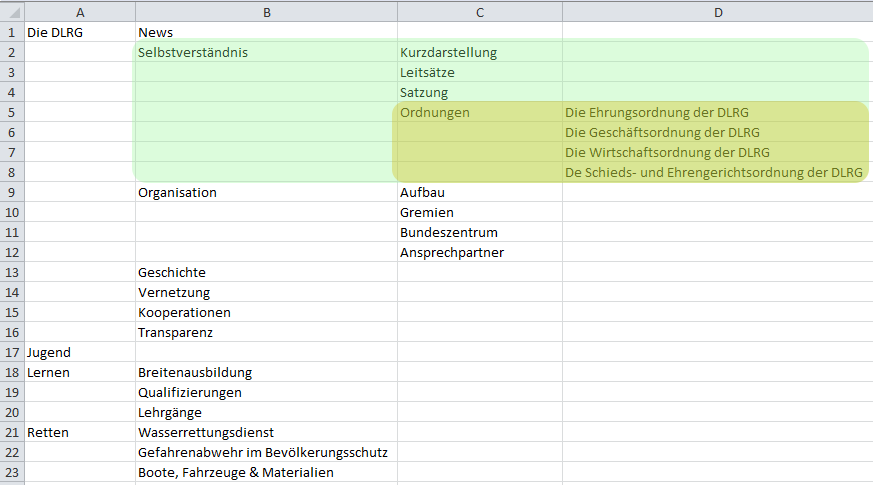 A B C D
1 Die DLRG News
2 Selbstverständnis Kurzdarstellung
3 Leitsätze
4 Satzung
5 Ordnungen Die Ehrungsordnung der DLRG
6 Die Geschäftsordnung der DLRG
7 Die Wirtschaftsordnung der DLRG
8 De Schieds- und Ehrengerichtsordnung der DLRG
9 Organisation Aufbau
10 Gremien
11 Bundeszentrum
12 Ansprechpartner
13 Geschichte
14 Vernetzung
15 Kooperationen
16 Transparenz
17 Jugend
18 Lernen Breitenausbildung
19 Qualifizierungen
20 Lehrgänge
21 Retten Wasserrettungsdienst
22 Gefahrenabwehr im Bevölkerungsschutz
23 Boote, Fahrzeuge & Materialien